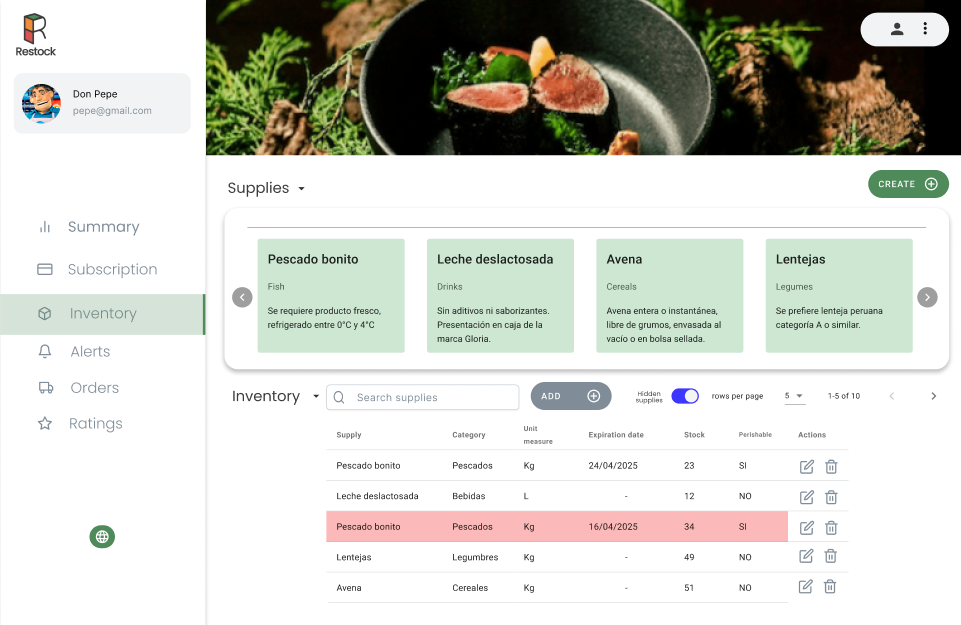 Restock
Don Pepe
pepe@gmail.com
Summary
Subscription
Inventory
Alerts
Orders
Ratings
Supplies
CREATE
Pescado bonito
Fish
Se requiere producto fresco,
refrigerado entre 0°C y 4°C
Leche deslactosada
Drinks
Sin aditivos ni saborizantes.
Presentación en caja de la
marca Gloria.
Avena
Cereals
Avena entera o instantánea,
libre de grumos, envasada al
vacío o en bolsa sellada.
Lentejas
Legumes
Se prefiere lenteja peruana
categoría A o similar.
Inventory
Search supplies
ADD
Hidden
supplies
rows per page
5
1-5 of 10
Supply Category Unit measure Expiration date Stock Perishable Actions
Pescado bonito Pescados Kg 24/04/2025 23 SI
Leche deslactosada Bebidas L - 12 NO
Pescado bonito Pescados Kg 16/04/2025 34 SI
Lentejas Legumbres Kg - 49 NO
Avena Cereales Kg - 51 NO